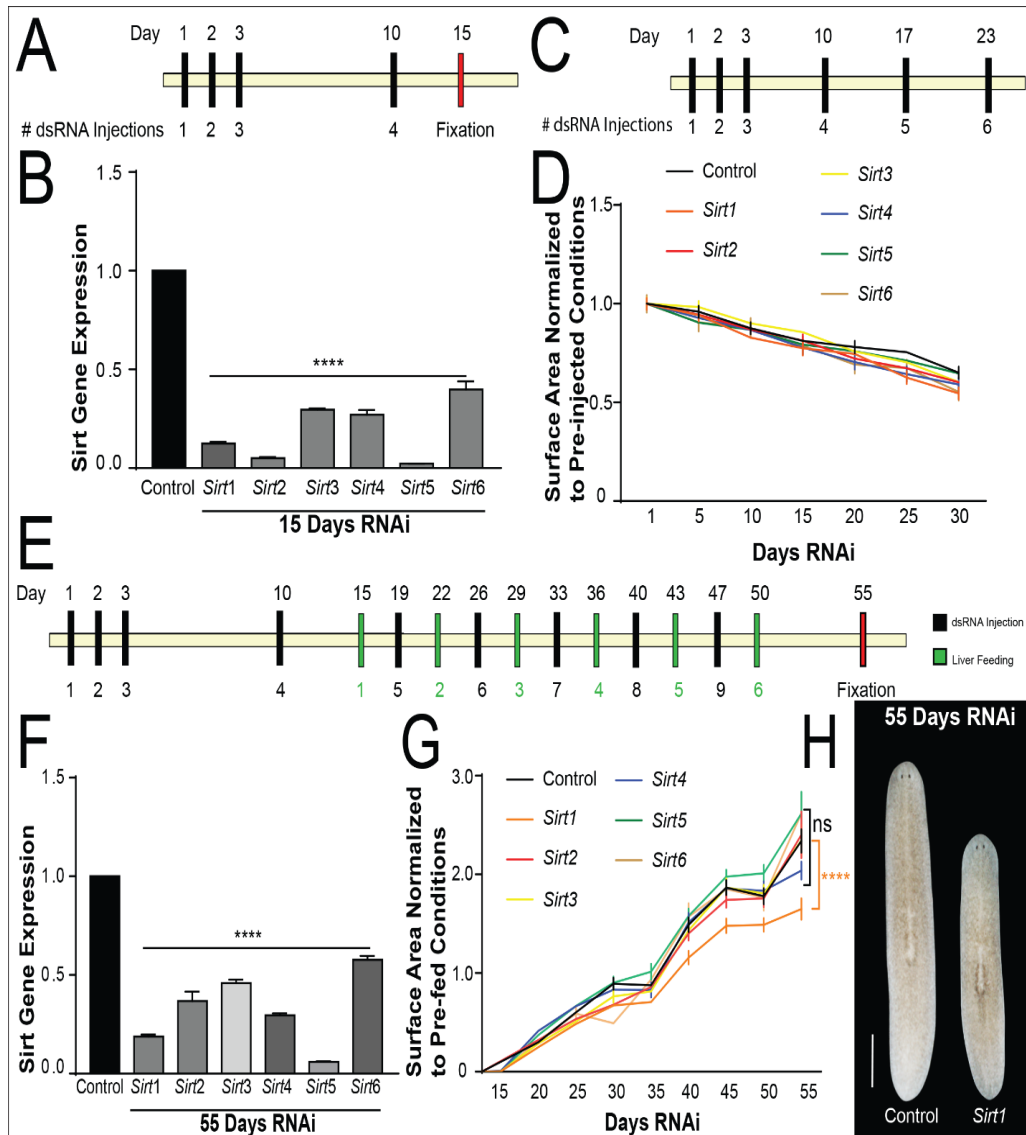 A
Day 1 2 3 10 15
# dsRNA Injections 1 2 3 4 Fixation
C
Day 1 2 3 10 17 23
# dsRNA Injections 1 2 3 4 5 6
B
Sirt Gene Expression
1.5
1.0
0.5
0.0
****
Control Sirt1 Sirt2 Sirt3 Sirt4 Sirt5 Sirt6
15 Days RNAi
D
Surface Area Normalized
to Pre-injected Conditions
Control
Sirt1
Sirt2
Sirt3
Sirt4
Sirt5
Sirt6
1.5
1.0
0.5
0
1 5 10 15 20 25 30
Days RNAi
E
Day 1 2 3 10 15 19 22 26 29 33 36 40 43 47 50 55
1 2 3 4 1 5 2 6 3 7 4 8 5 9 6 Fixation
dsRNA Injection
Liver Feeding
F
Sirt Gene Expression
1.5
1.0
0.5
0.0
****
Control Sirt1 Sirt2 Sirt3 Sirt4 Sirt5 Sirt6
55 Days RNAi
G
Surface Area Normalized
to Pre-fed Conditions
3.0
2.0
1.0
0
Control
Sirt1
Sirt2
Sirt3
Sirt4
Sirt5
Sirt6
ns
****
15 20 25 30 35 40 45 50 55
Days RNAi
H
55 Days RNAi
Control Sirt1